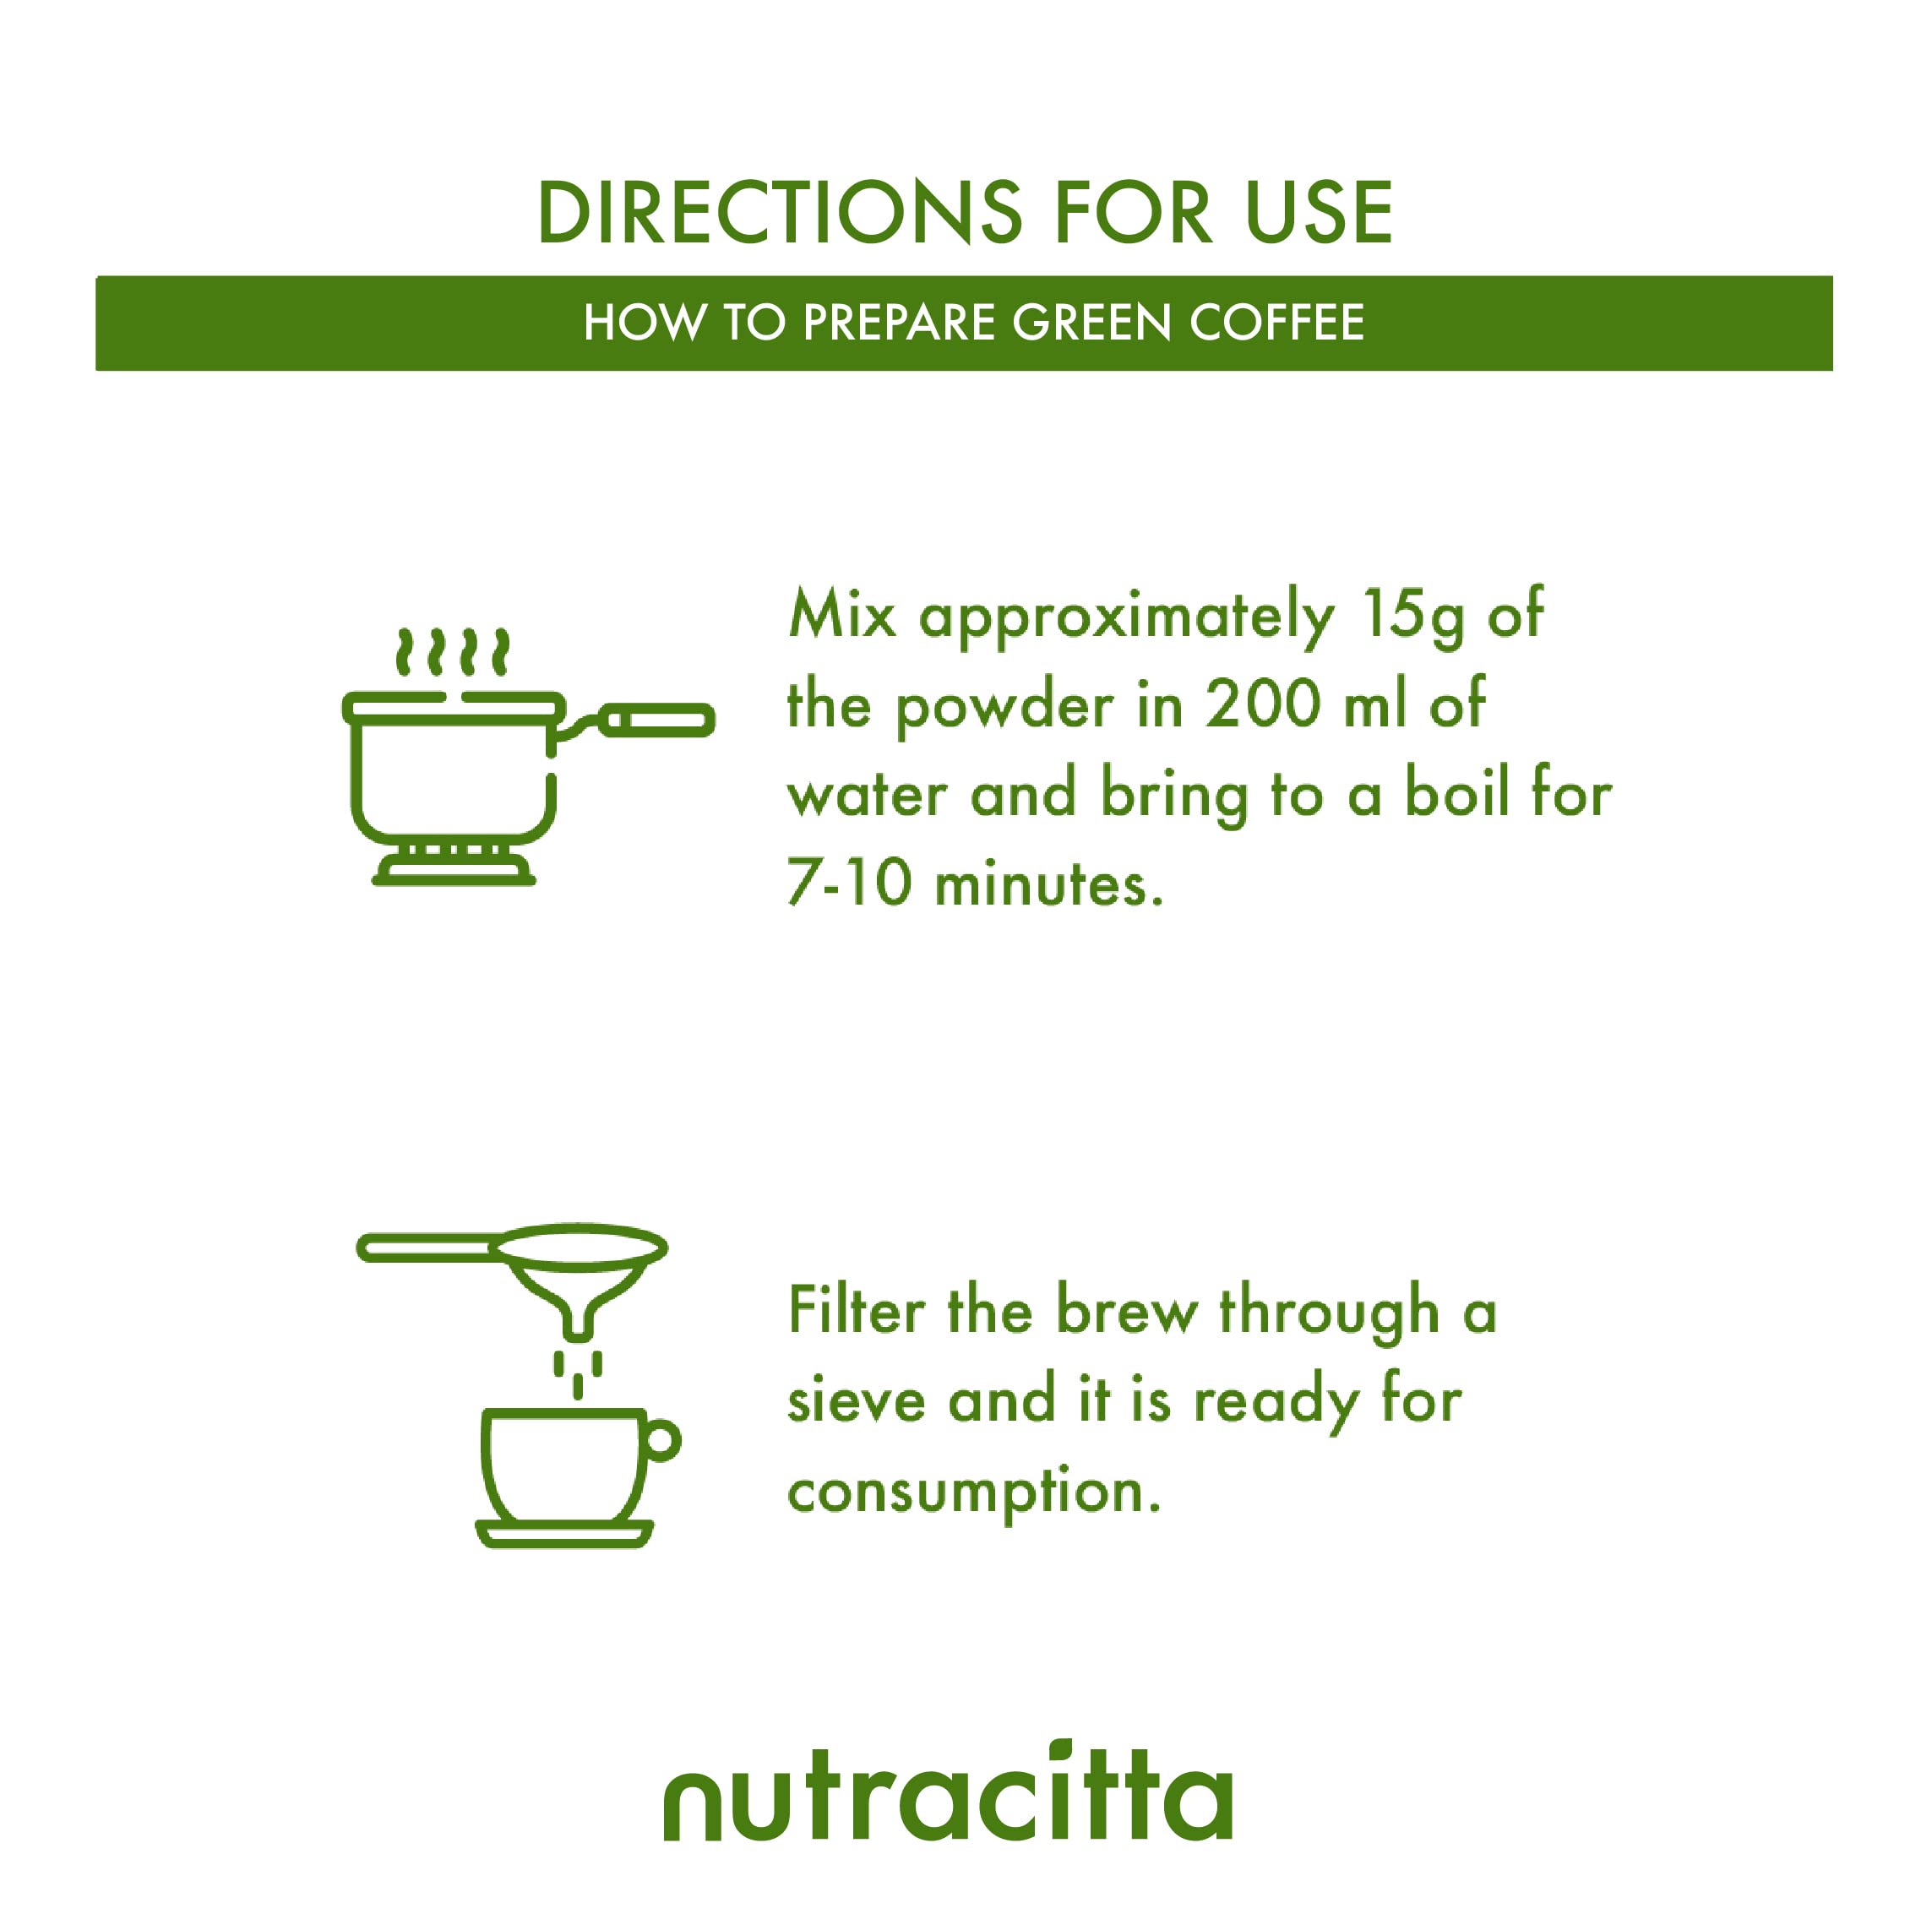 DIRECTIONS FOR USE
HOW TO PREPARE GREEN COFFEE
Mix approximately 15g of
the powder in 200 ml of
water and bring to a boil for
7-10 minutes.
Filter the brew through a
sieve and it is ready for
consumption.
nutracitta